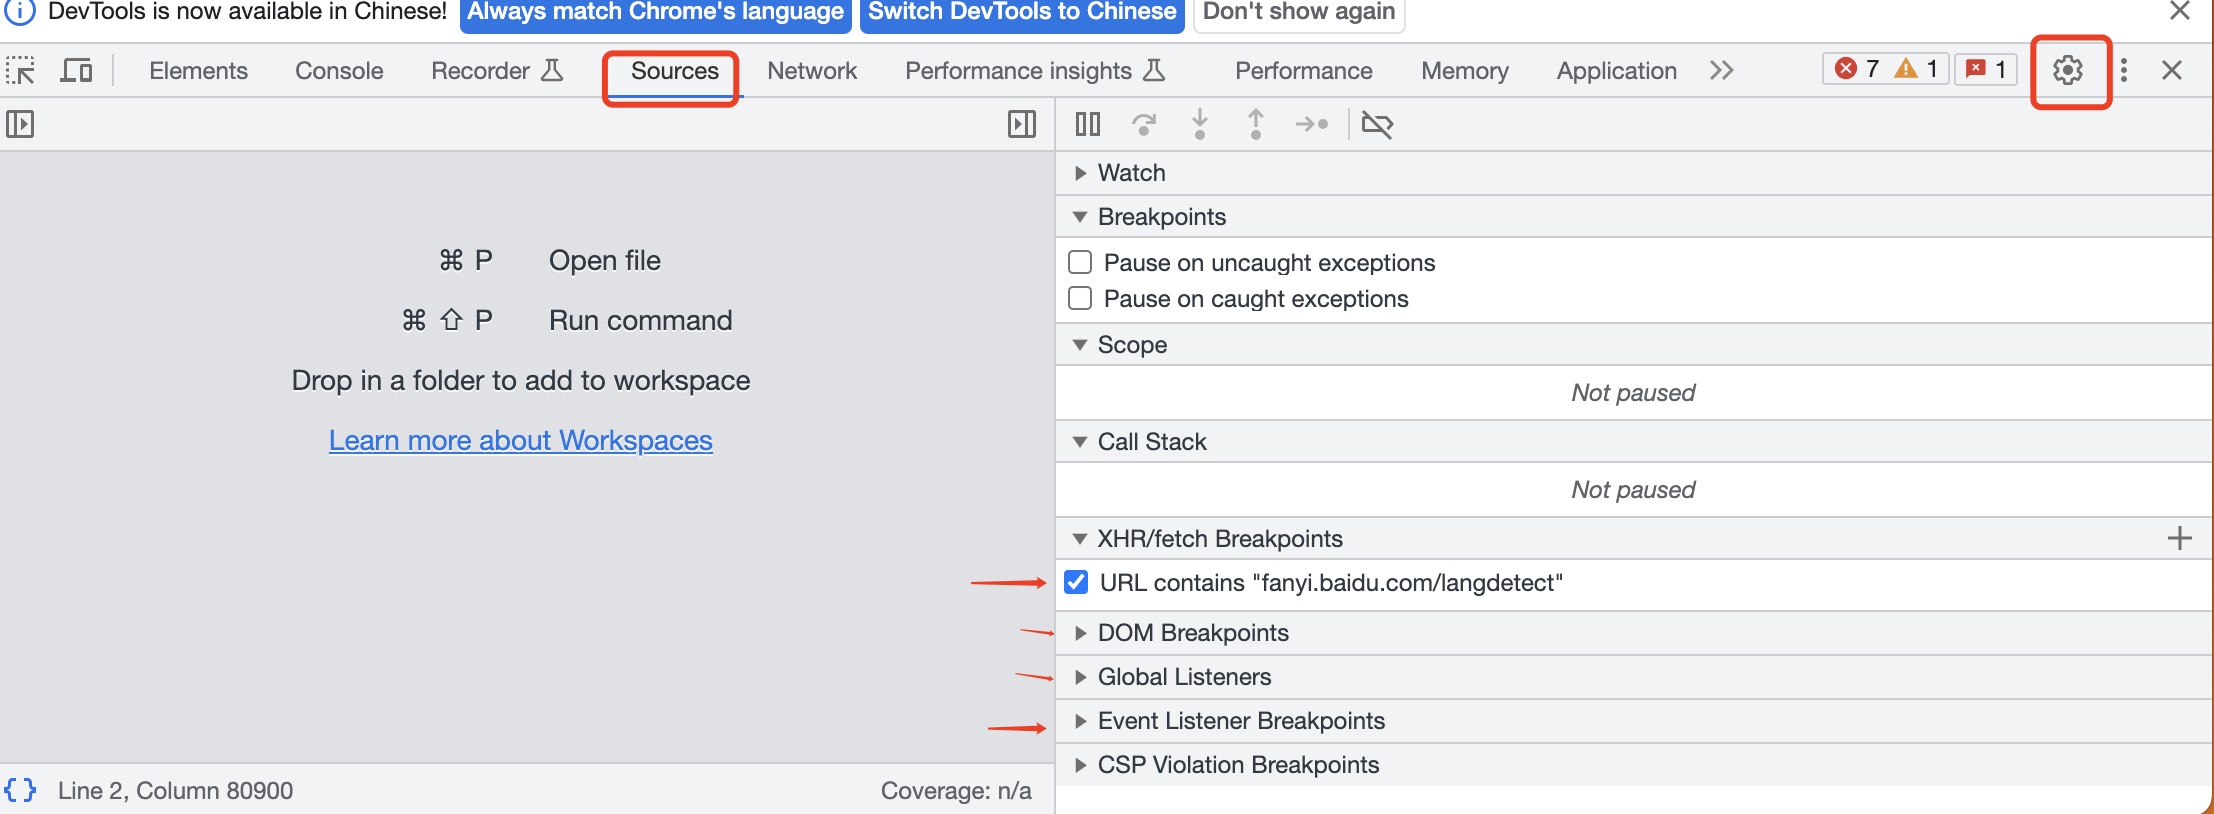 DevTools is now available in Chinese! Always match Chrome's language Switch DevTools to Chinese Don't show again
Elements Console Recorder Sources Network Performance insights Performance Memory Application 7 1 1
Watch
Breakpoints
Pause on uncaught exceptions
Pause on caught exceptions
Scope
Not paused
Call Stack
Not paused
XHR/fetch Breakpoints
URL contains "fanyi.baidu.com/langdetect"
DOM Breakpoints
Global Listeners
Event Listener Breakpoints
CSP Violation Breakpoints
⌘ P Open file
⌘ ⇧ P Run command
Drop in a folder to add to workspace
Learn more about Workspaces
{} Line 2, Column 80900 Coverage: n/a